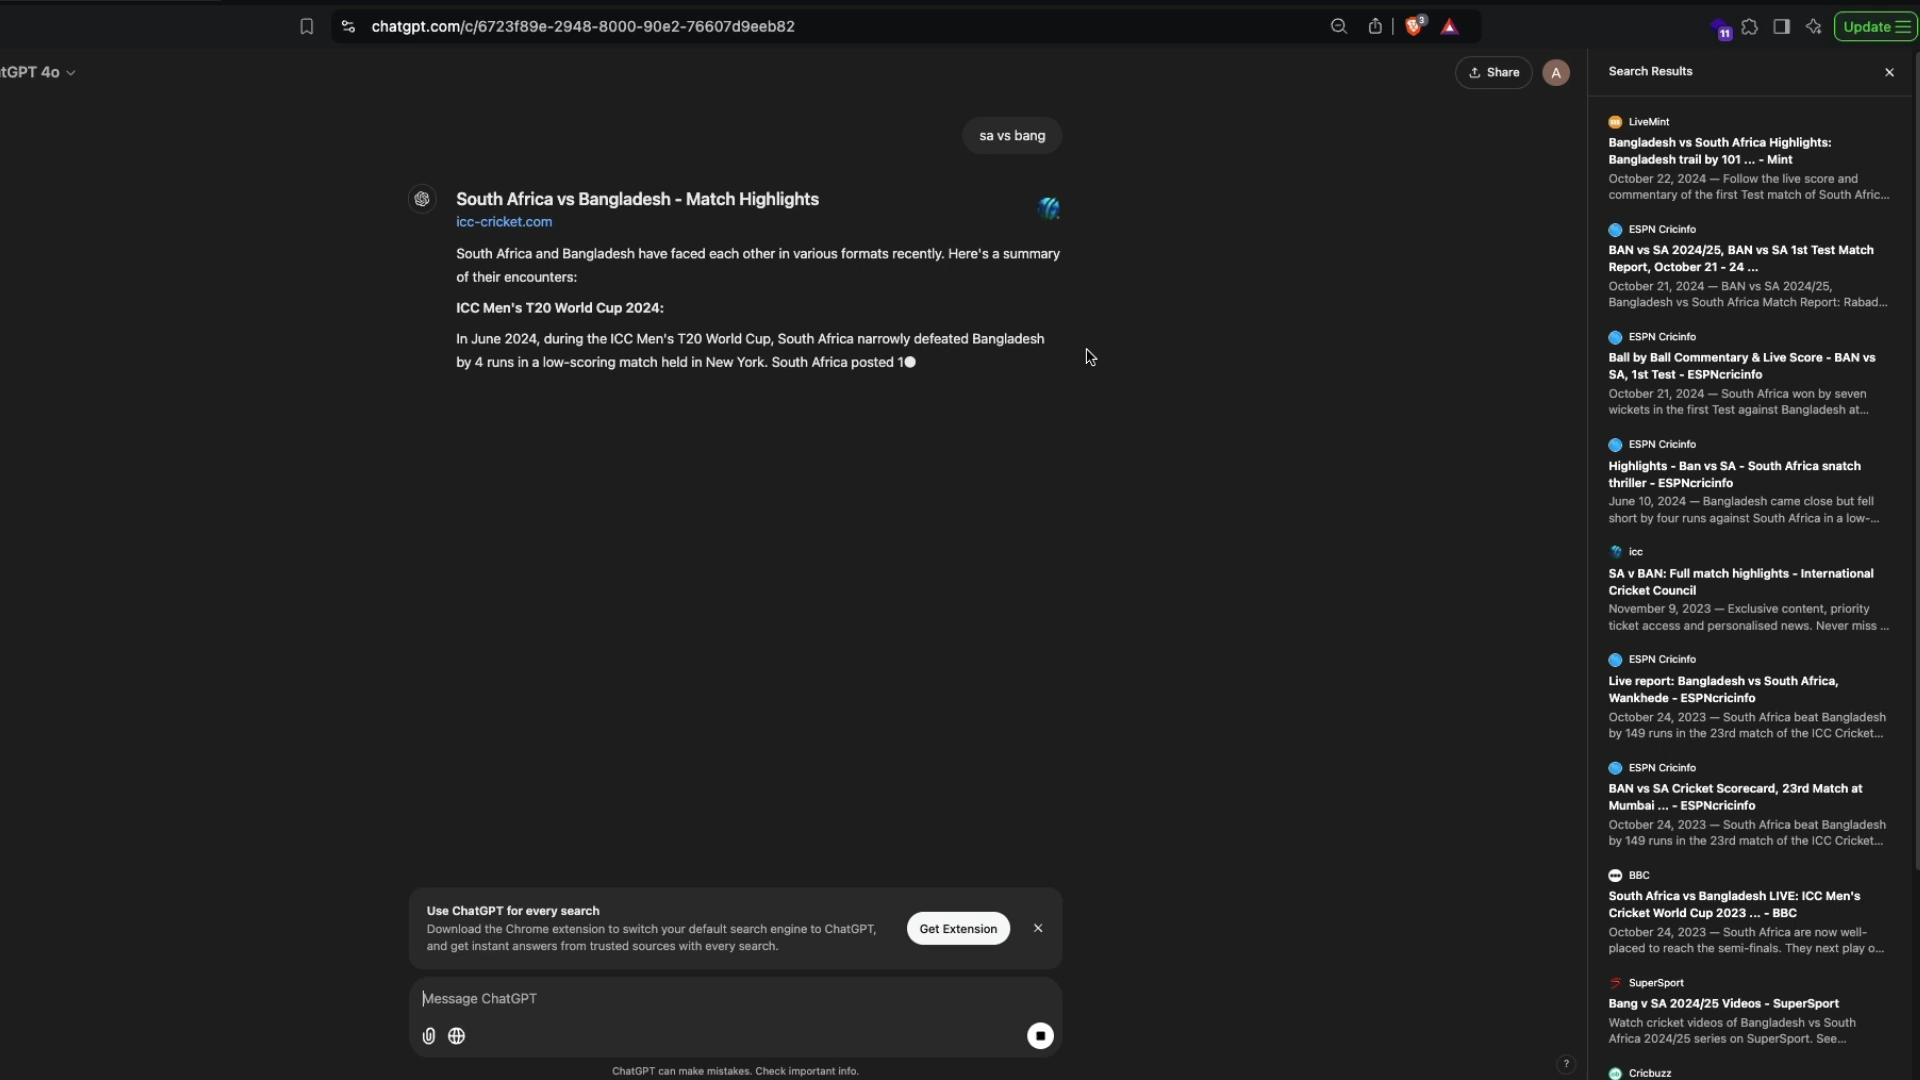 chatgpt.com/c/6723f89e-2948-8000-90e2-76607d9eeb82
3
11
Update
tGPT 4o
Share
A
sa vs bang
South Africa vs Bangladesh - Match Highlights
icc-cricket.com
South Africa and Bangladesh have faced each other in various formats recently. Here's a summary
of their encounters:
ICC Men's T20 World Cup 2024:
In June 2024, during the ICC Men's T20 World Cup, South Africa narrowly defeated Bangladesh
by 4 runs in a low-scoring match held in New York. South Africa posted 1
Use ChatGPT for every search
Download the Chrome extension to switch your default search engine to ChatGPT,
and get instant answers from trusted sources with every search.
Get Extension
Message ChatGPT
ChatGPT can make mistakes. Check important info.
?
Search Results
LiveMint
Bangladesh vs South Africa Highlights:
Bangladesh trail by 101 ... - Mint
October 22, 2024 — Follow the live score and
commentary of the first Test match of South Afric...
ESPN Cricinfo
BAN vs SA 2024/25, BAN vs SA 1st Test Match
Report, October 21 - 24 ...
October 21, 2024 — BAN vs SA 2024/25,
Bangladesh vs South Africa Match Report: Rabad...
ESPN Cricinfo
Ball by Ball Commentary & Live Score - BAN vs
SA, 1st Test - ESPNcricinfo
October 21, 2024 — South Africa won by seven
wickets in the first Test against Bangladesh at...
ESPN Cricinfo
Highlights - Ban vs SA - South Africa snatch
thriller - ESPNcricinfo
June 10, 2024 — Bangladesh came close but fell
short by four runs against South Africa in a low-...
icc
SA v BAN: Full match highlights - International
Cricket Council
November 9, 2023 — Exclusive content, priority
ticket access and personalised news. Never miss ...
ESPN Cricinfo
Live report: Bangladesh vs South Africa,
Wankhede - ESPNcricinfo
October 24, 2023 — South Africa beat Bangladesh
by 149 runs in the 23rd match of the ICC Cricket...
ESPN Cricinfo
BAN vs SA Cricket Scorecard, 23rd Match at
Mumbai ... - ESPNcricinfo
October 24, 2023 — South Africa beat Bangladesh
by 149 runs in the 23rd match of the ICC Cricket...
BBC
South Africa vs Bangladesh LIVE: ICC Men's
Cricket World Cup 2023 ... - BBC
October 24, 2023 — South Africa are now well-
placed to reach the semi-finals. They next play o...
SuperSport
Bang v SA 2024/25 Videos - SuperSport
Watch cricket videos of Bangladesh vs South
Africa 2024/25 series on SuperSport. See...
Cricbuzz